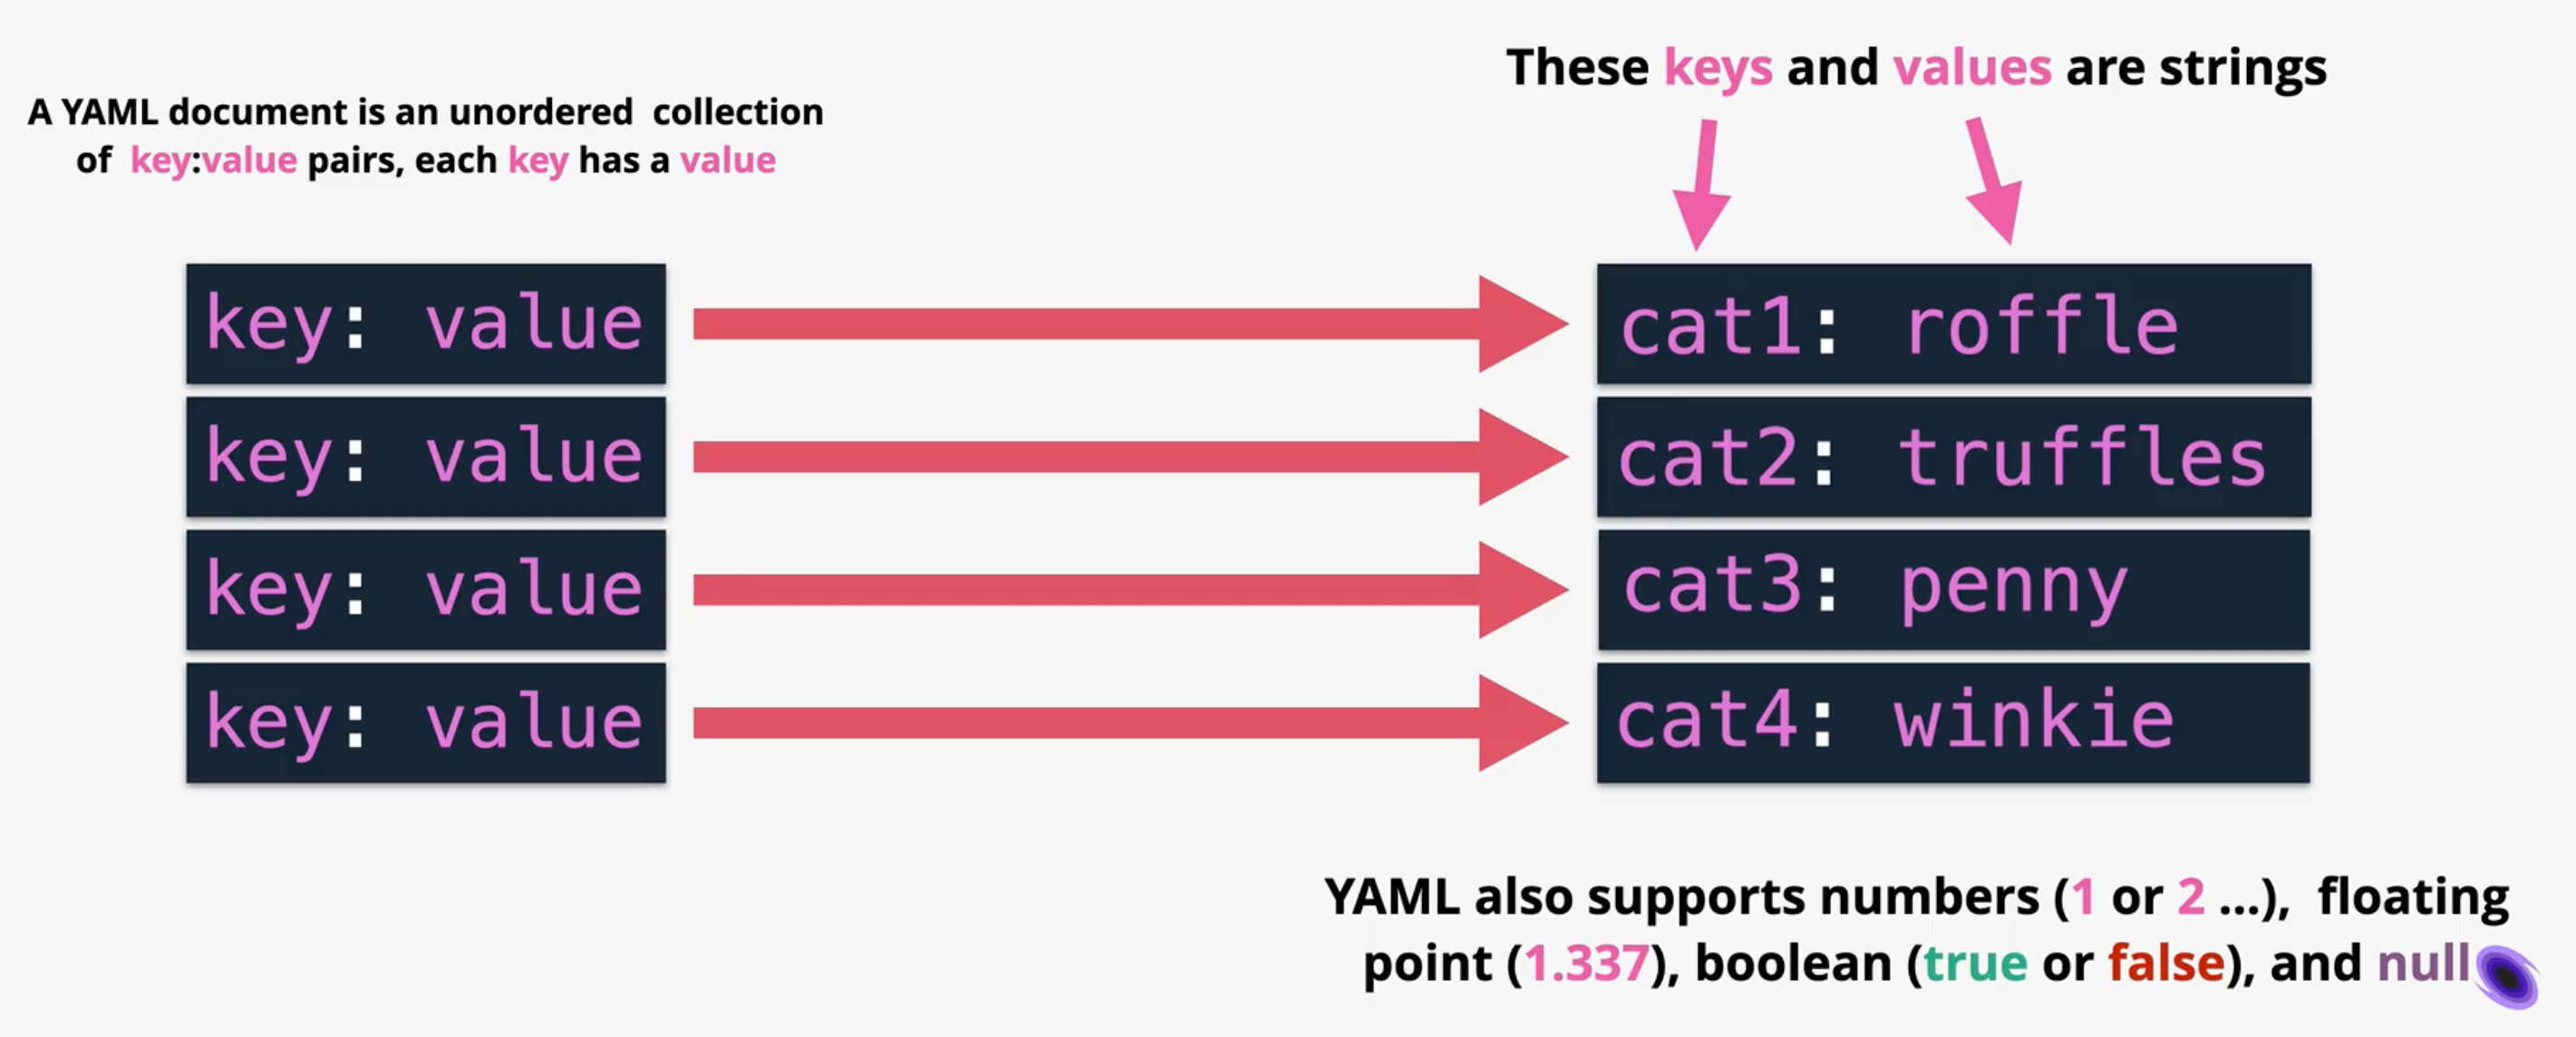 A YAML document is an unordered collection
of key:value pairs, each key has a value
key: value
key: value
key: value
key: value
These keys and values are strings
cat1: roffle
cat2: truffles
cat3: penny
cat4: winkie
YAML also supports numbers (1 or 2 ...), floating
point (1.337), boolean (true or false), and null